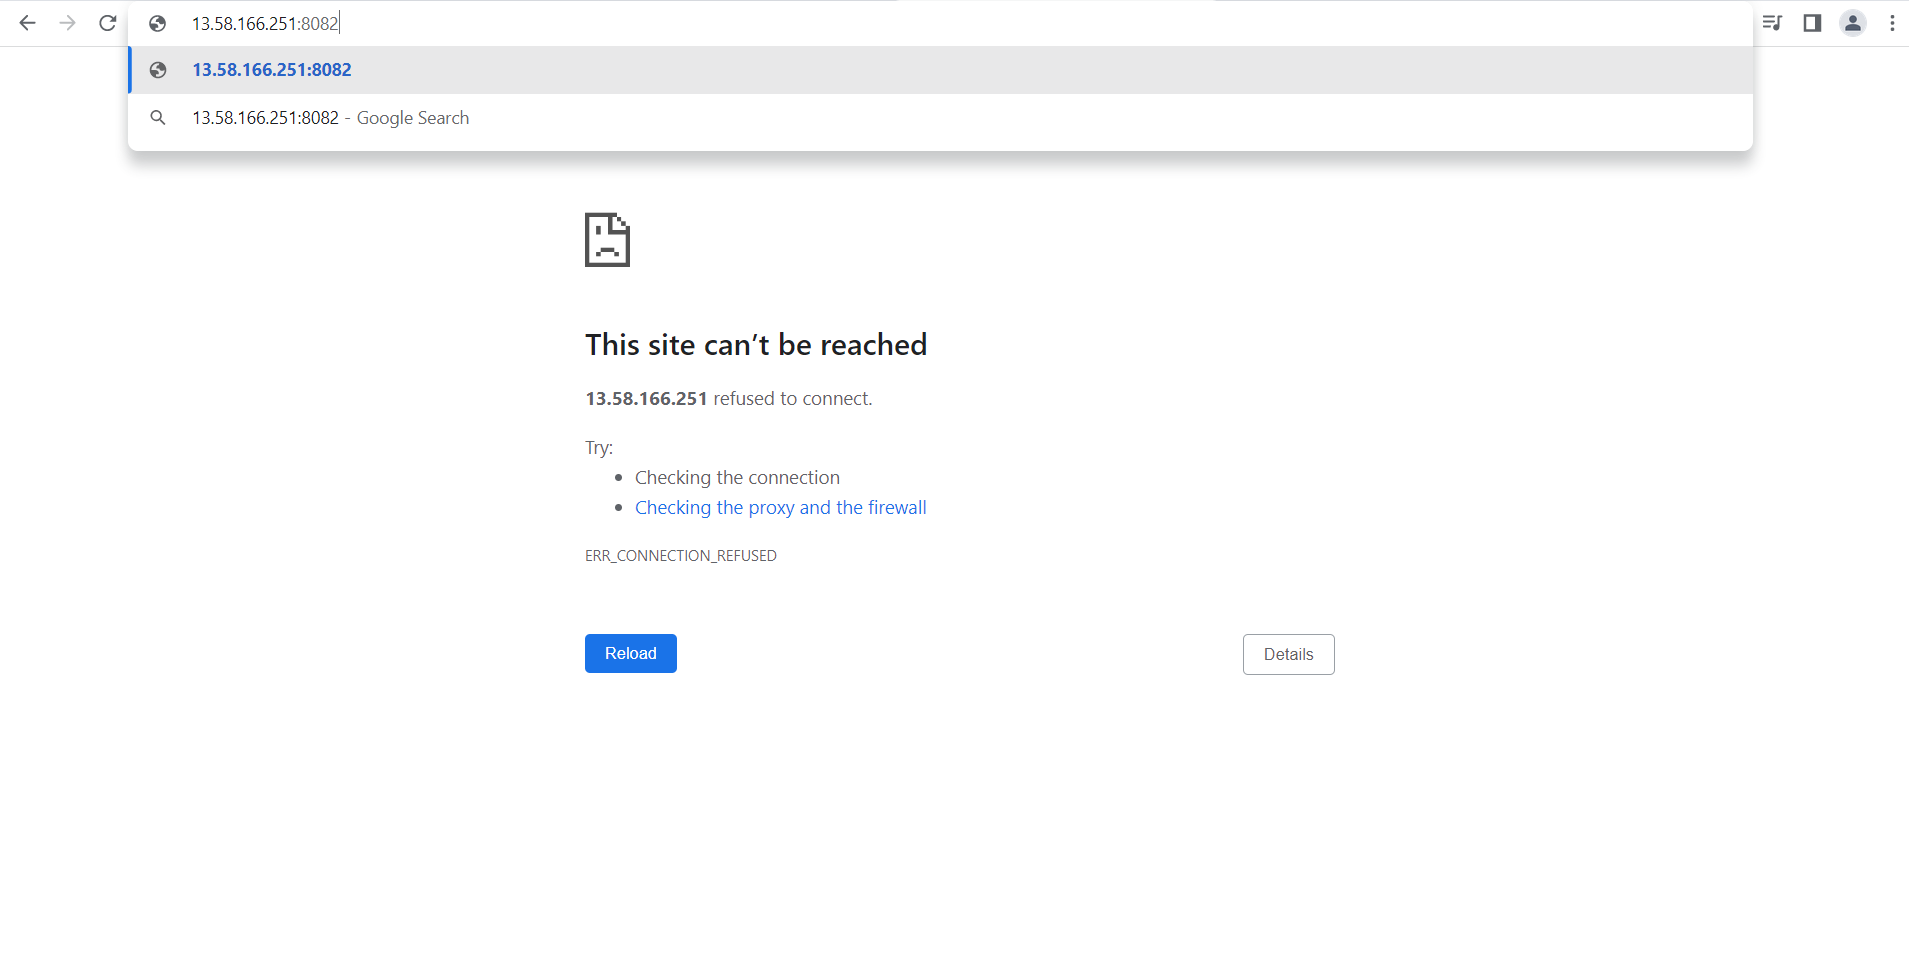 13.58.166.251:8082
13.58.166.251:8082
13.58.166.251:8082 - Google Search
This site can’t be reached
13.58.166.251 refused to connect.
Try:
Checking the connection
Checking the proxy and the firewall
ERR_CONNECTION_REFUSED
Reload
Details